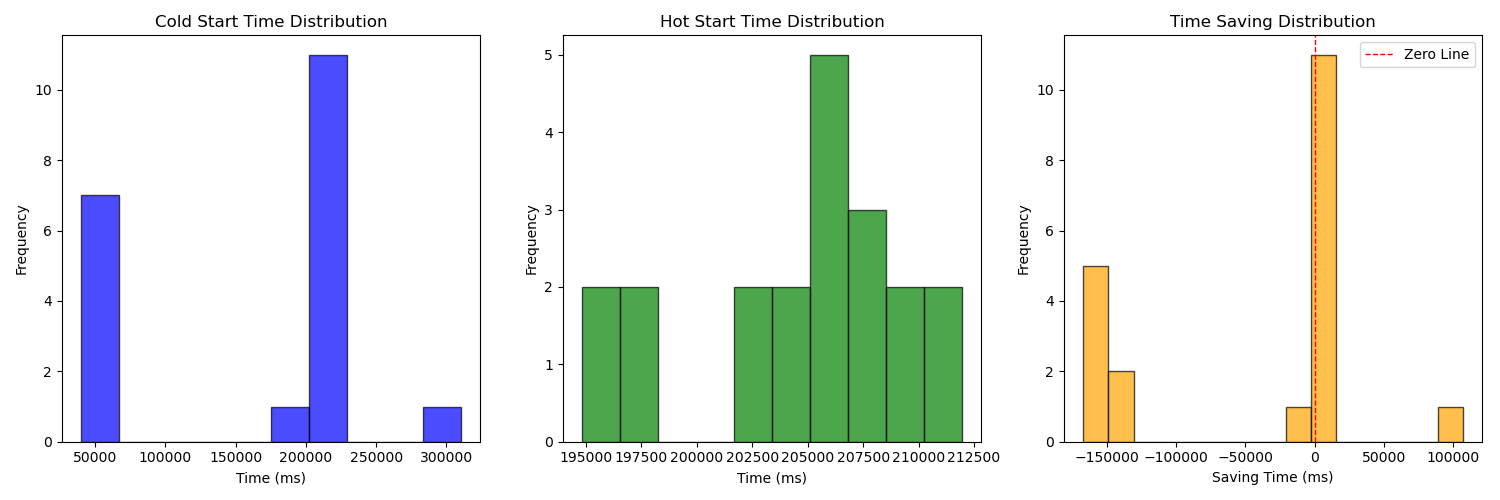 Cold Start Time Distribution
Frequency
10
8
6
4
2
0
50000 100000 150000 200000 250000 300000
Time (ms)
Hot Start Time Distribution
Frequency
5
4
3
2
1
0
195000 197500 200000 202500 205000 207500 210000 212500
Time (ms)
Time Saving Distribution
Zero Line
Frequency
10
8
6
4
2
0
−150000 −100000 −50000 0 50000 100000
Saving Time (ms)